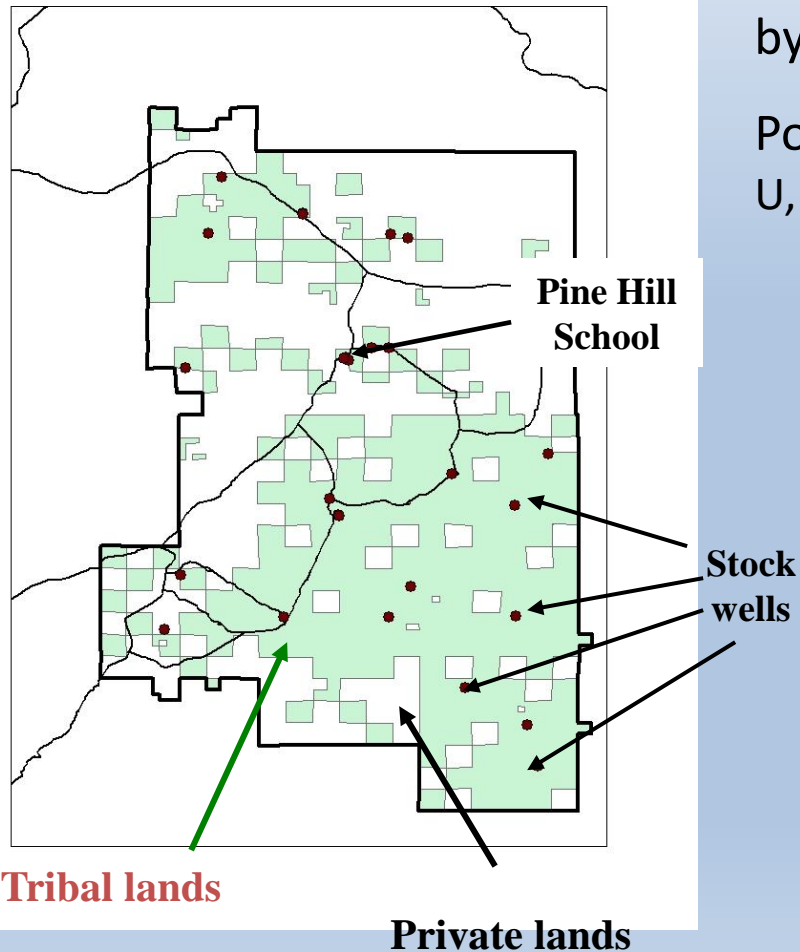 by
Po
U,
Pine Hill
School
Stock
wells
Tribal lands
Private lands